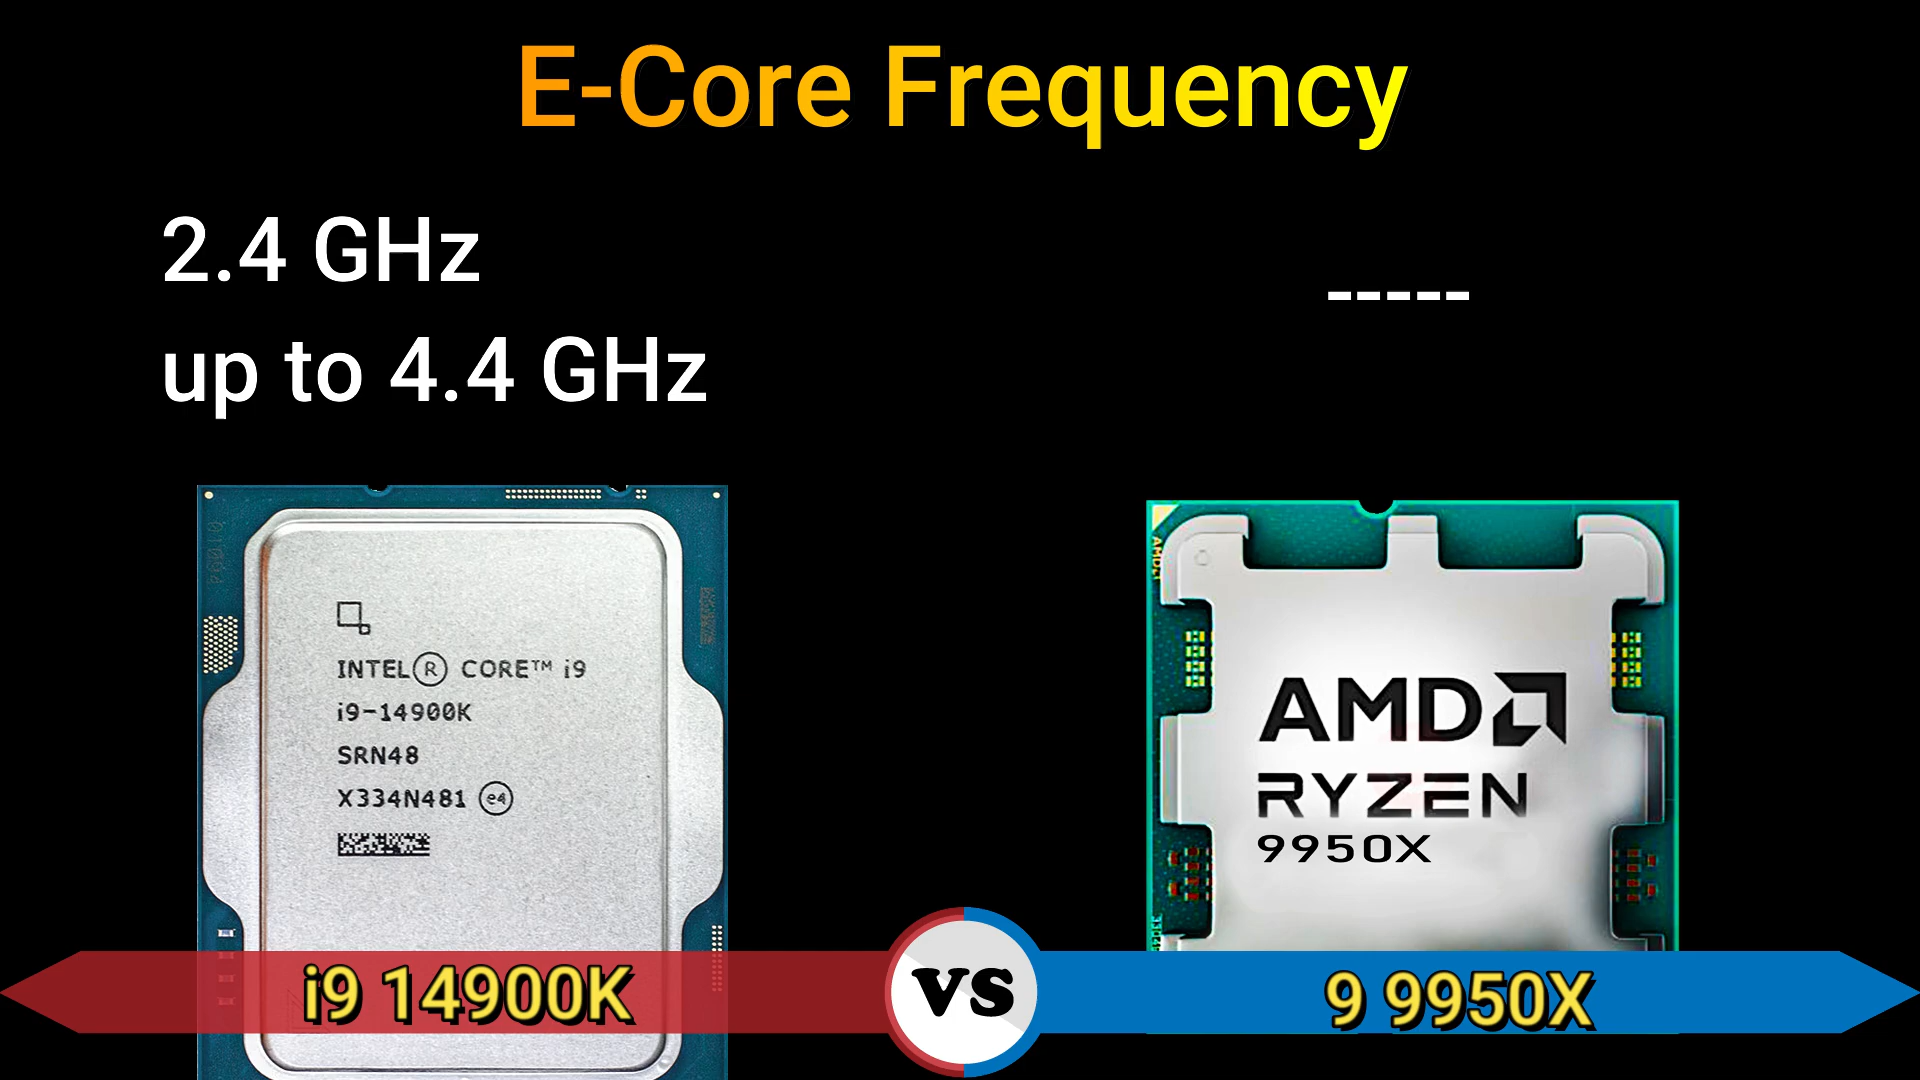 E-Core Frequency
2.4 GHz
up to 4.4 GHz
-----
INTEL® CORE™ i9
i9-14900K
SRN48
X334N481 e4
AMD
RYZEN
9950X
i9 14900K
VS
9 9950X